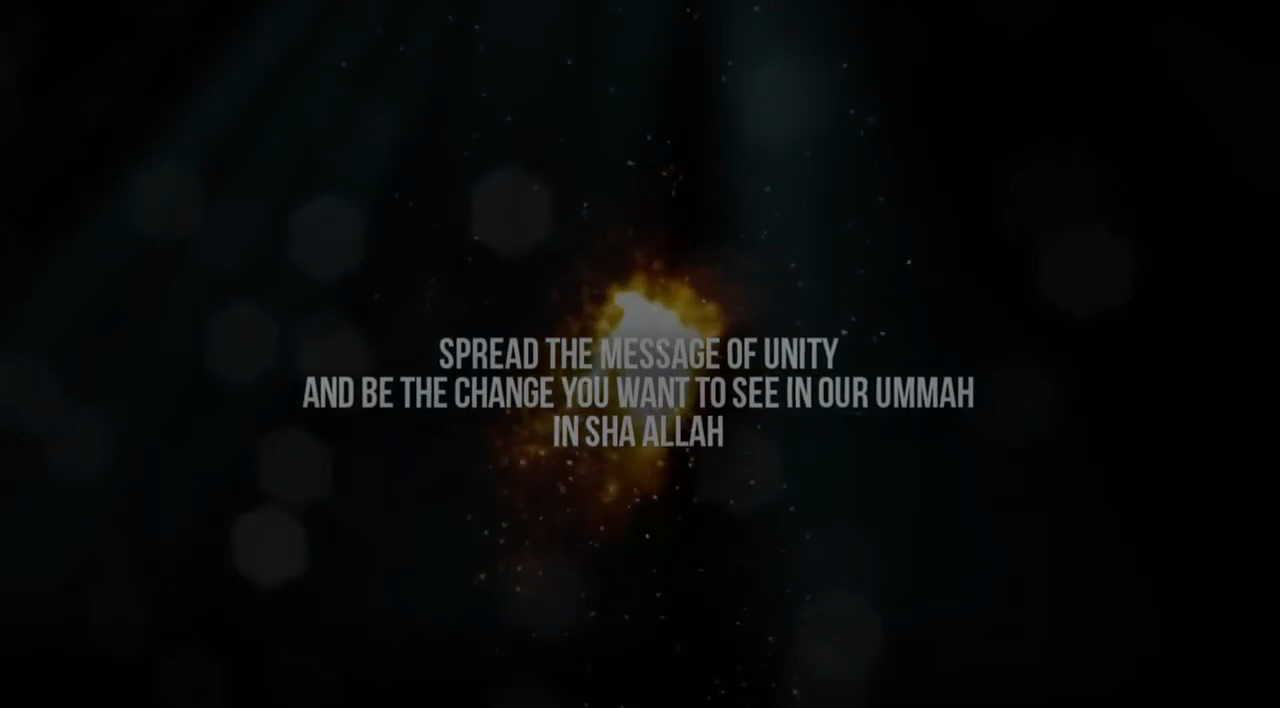 SPREAD THE MESSAGE OF UNITY
AND BE THE CHANGE YOU WANT TO SEE IN OUR UMMAH
IN SHA ALLAH